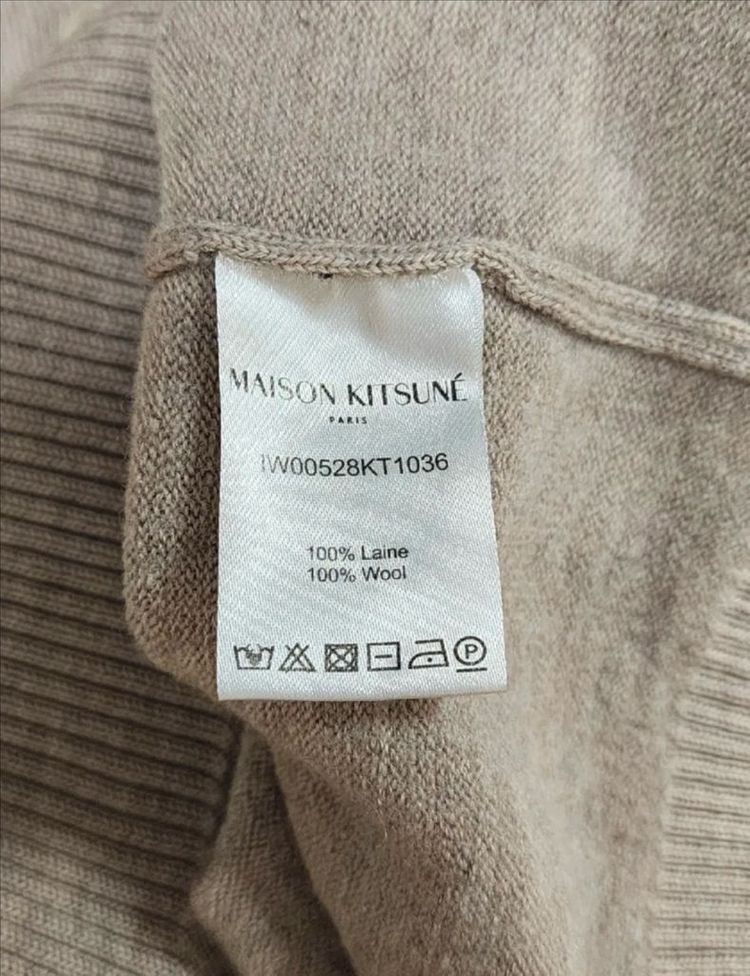 MAISON KITSUNÉ
PARIS
IW00528KT1036
100% Laine
100% Wool
P